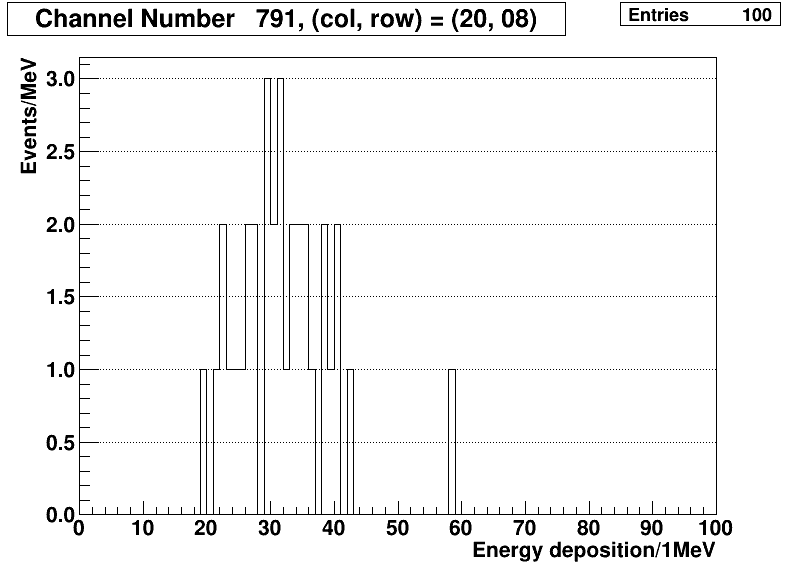 Channel Number 791, (col, row) = (20, 08)
Entries 100
Events/MeV
3.0
2.5
2.0
1.5
1.0
0.5
0.0
0 10 20 30 40 50 60 70 80 90 100
Energy deposition/1MeV